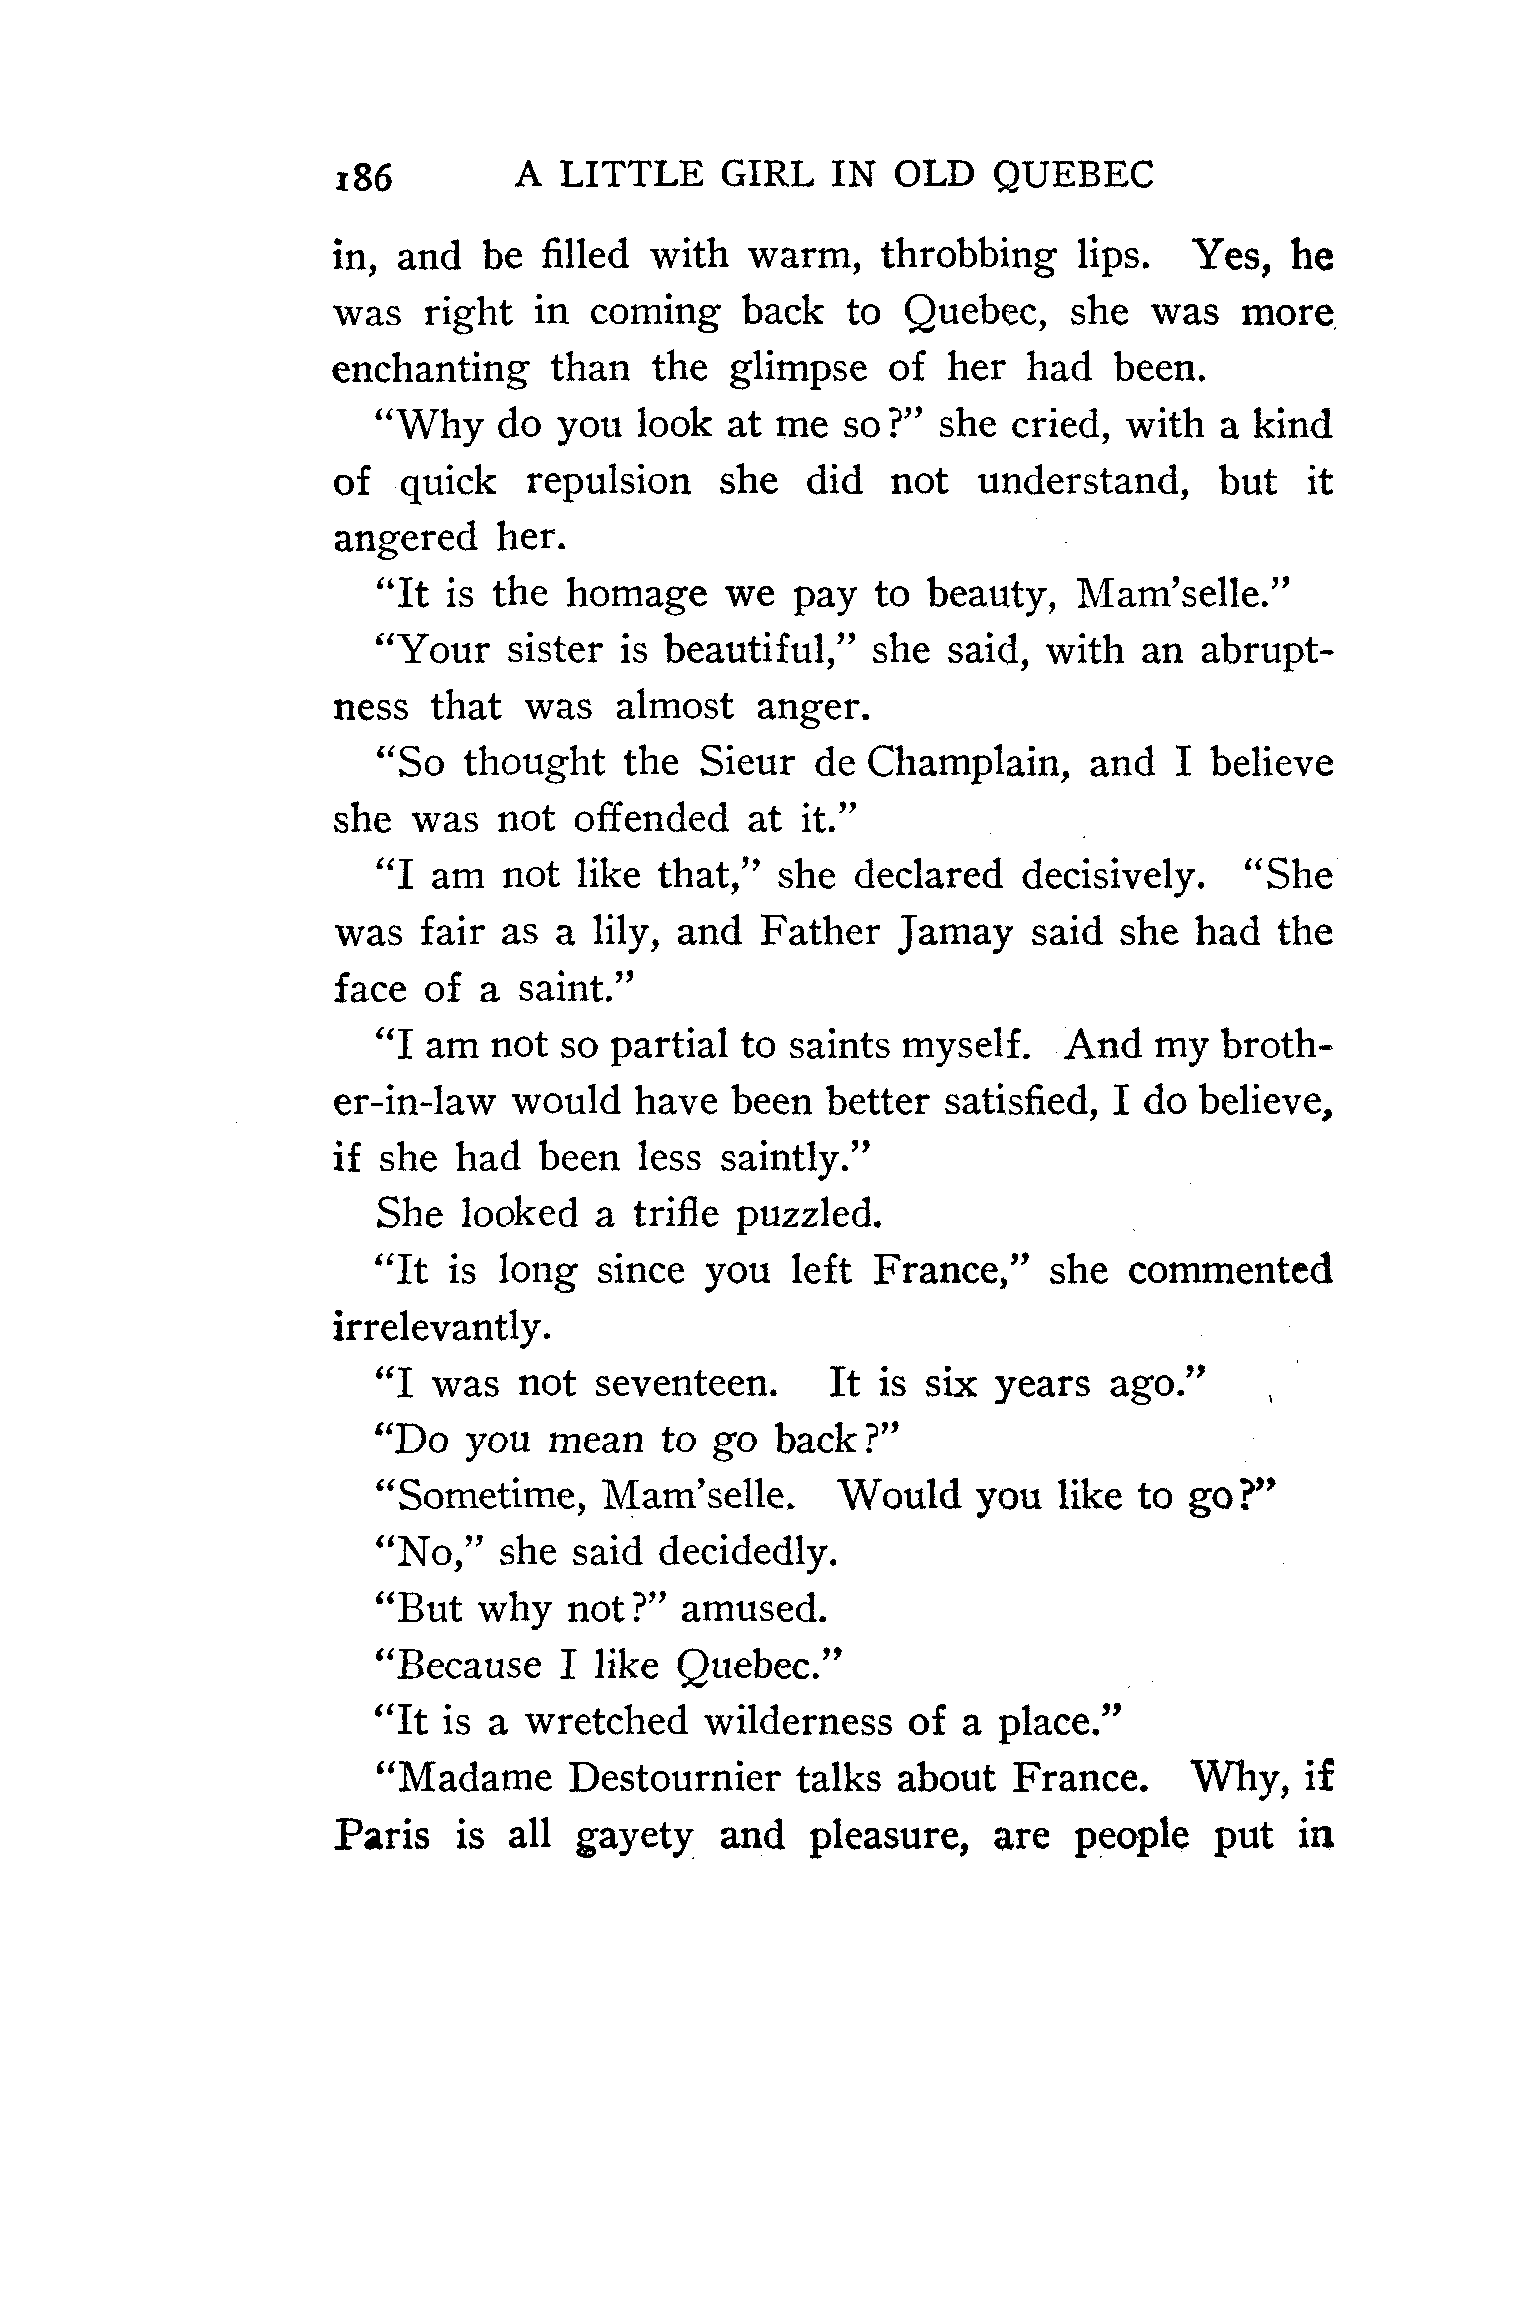 186 A LITTLE GIRL IN OLD QUEBEC
in, and be filled with warm, throbbing lips. Yes, he
was right in coming back to Quebec, she was more
enchanting than the glimpse of her had been.
“Why do you look at me so?” she cried, with a kind
of quick repulsion she did not understand, but it
angered her.
“It is the homage we pay to beauty, Mam’selle.”
“Your sister is beautiful,” she said, with an abrupt-
ness that was almost anger.
“So thought the Sieur de Champlain, and I believe
she was not offended at it.”
“I am not like that,” she declared decisively. “She
was fair as a lily, and Father Jamay said she had the
face of a saint.”
“I am not so partial to saints myself. And my broth-
er-in-law would have been better satisfied, I do believe,
if she had been less saintly.”
She looked a trifle puzzled.
“It is long since you left France,” she commented
irrelevantly.
“I was not seventeen. It is six years ago.”
“Do you mean to go back?”
“Sometime, Mam’selle. Would you like to go?”
“No,” she said decidedly.
“But why not?” amused.
“Because I like Quebec.”
“It is a wretched wilderness of a place.”
“Madame Destournier talks about France. Why, if
Paris is all gayety and pleasure, are people put in